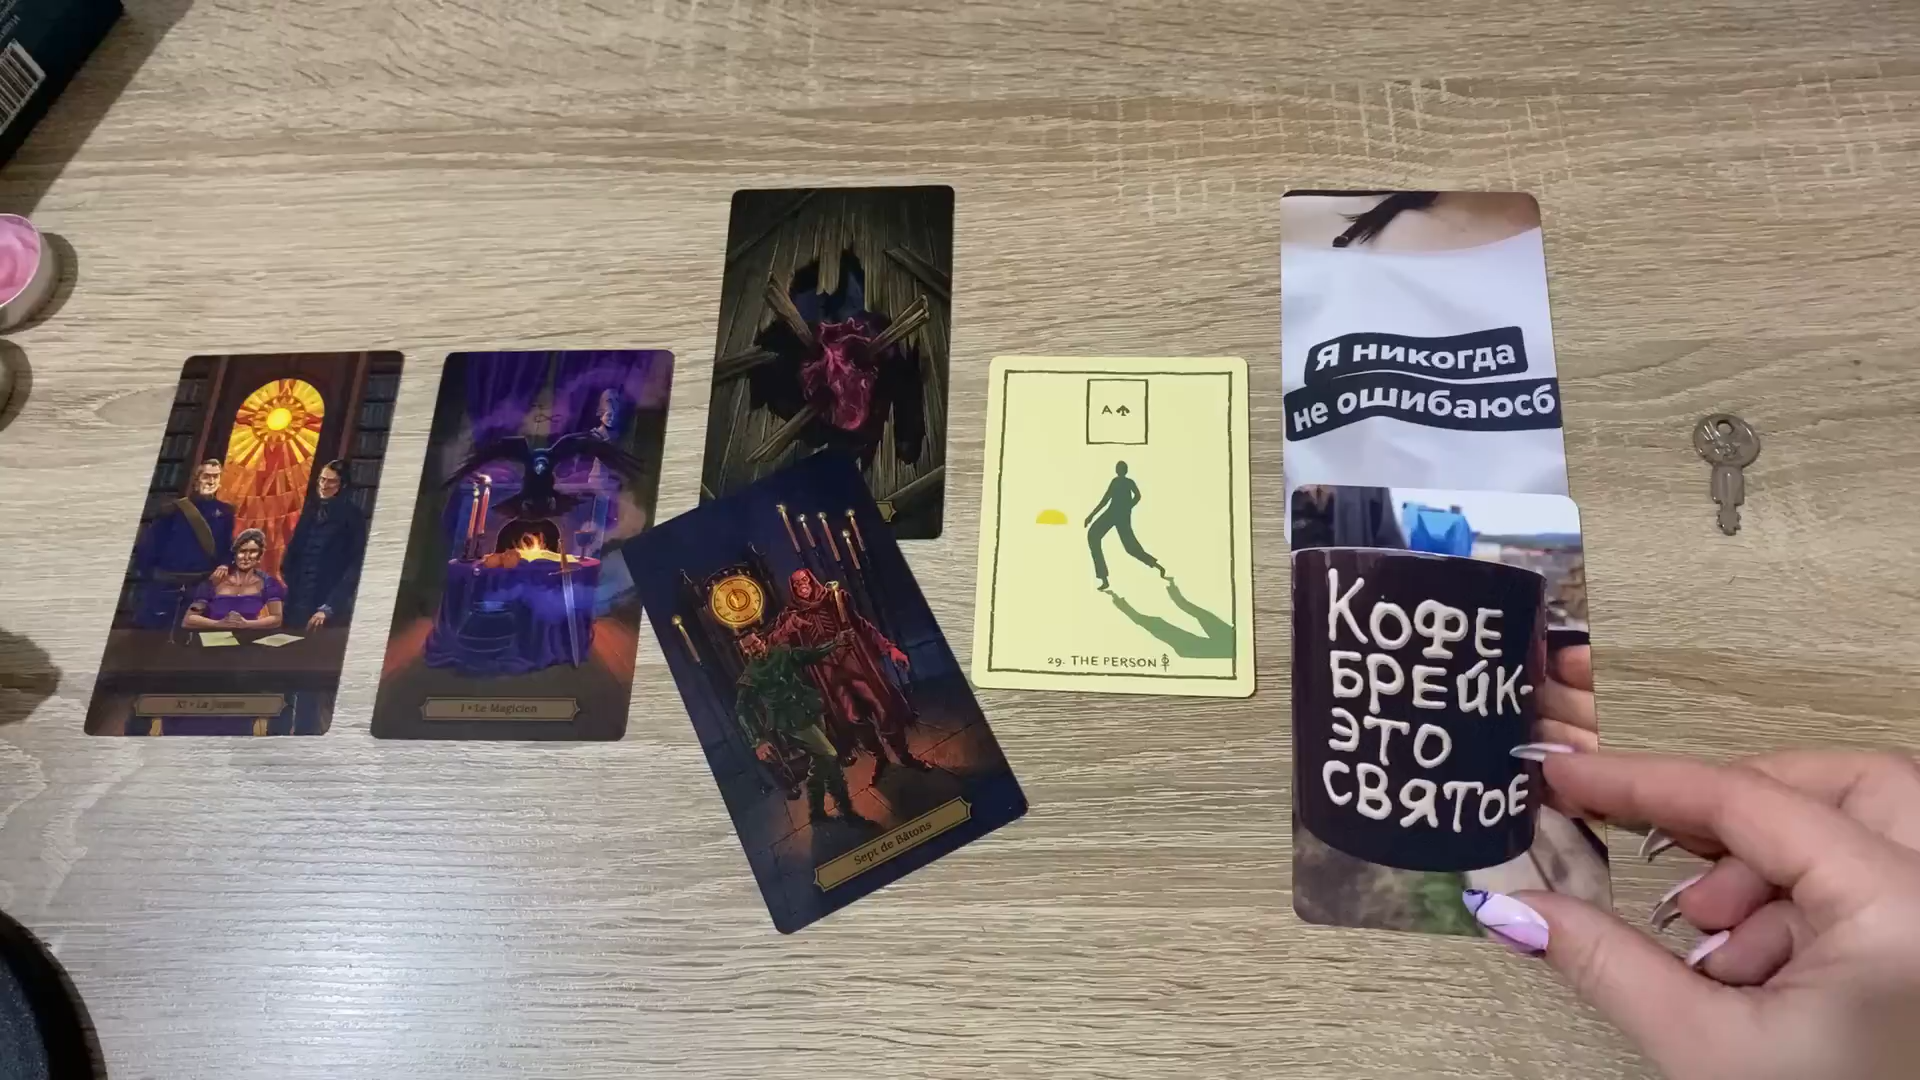 XI • La Justice
I • Le Magicien
Sept de Bâtons
A♠
29. THE PERSON
Я никогда
не ошибаюсб
КОФЕ
БРЕЙК-
ЭТО
СВЯТОЕ